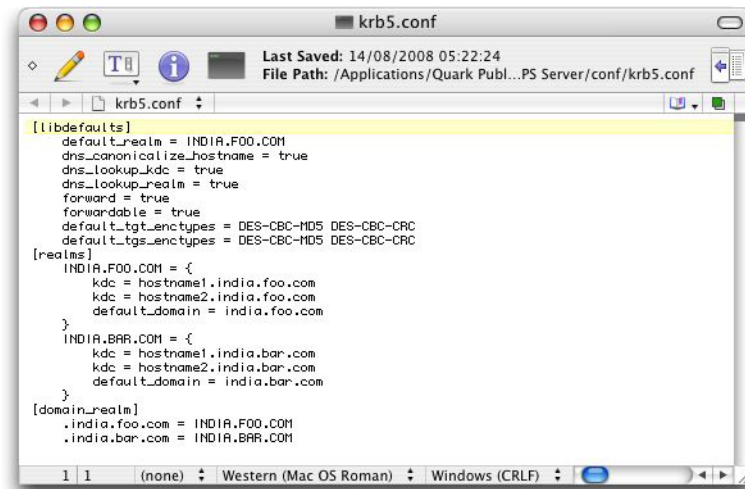 krb5.conf
Last Saved: 14/08/2008 05:22:24
File Path: /Applications/Quark Publ...PS Server/conf/krb5.conf
krb5.conf
[libdefaults]
    default_realm = INDIA.FOO.COM
    dns_canonicalize_hostname = true
    dns_lookup_kdc = true
    dns_lookup_realm = true
    forward = true
    forwardable = true
    default_tgt_enctypes = DES-CBC-MD5 DES-CBC-CRC
    default_tgs_enctypes = DES-CBC-MD5 DES-CBC-CRC
[realms]
    INDIA.FOO.COM = {
        kdc = hostname1.india.foo.com
        kdc = hostname2.india.foo.com
        default_domain = india.foo.com
    }
    INDIA.BAR.COM = {
        kdc = hostname1.india.bar.com
        kdc = hostname2.india.bar.com
        default_domain = india.bar.com
    }
[domain_realm]
    .india.foo.com = INDIA.FOO.COM
    .india.bar.com = INDIA.BAR.COM
1 1 (none) Western (Mac OS Roman) Windows (CRLF)